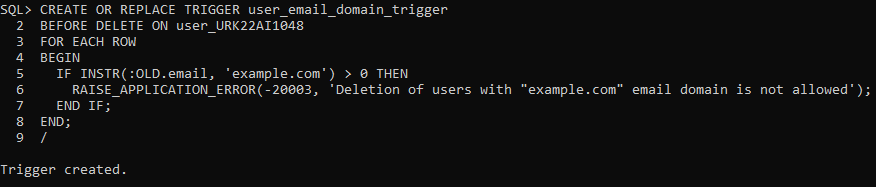 SQL> CREATE OR REPLACE TRIGGER user_email_domain_trigger
  2  BEFORE DELETE ON user_URK22AI1048
  3  FOR EACH ROW
  4  BEGIN
  5    IF INSTR(:OLD.email, 'example.com') > 0 THEN
  6      RAISE_APPLICATION_ERROR(-20003, 'Deletion of users with "example.com" email domain is not allowed');
  7    END IF;
  8  END;
  9  /
Trigger created.